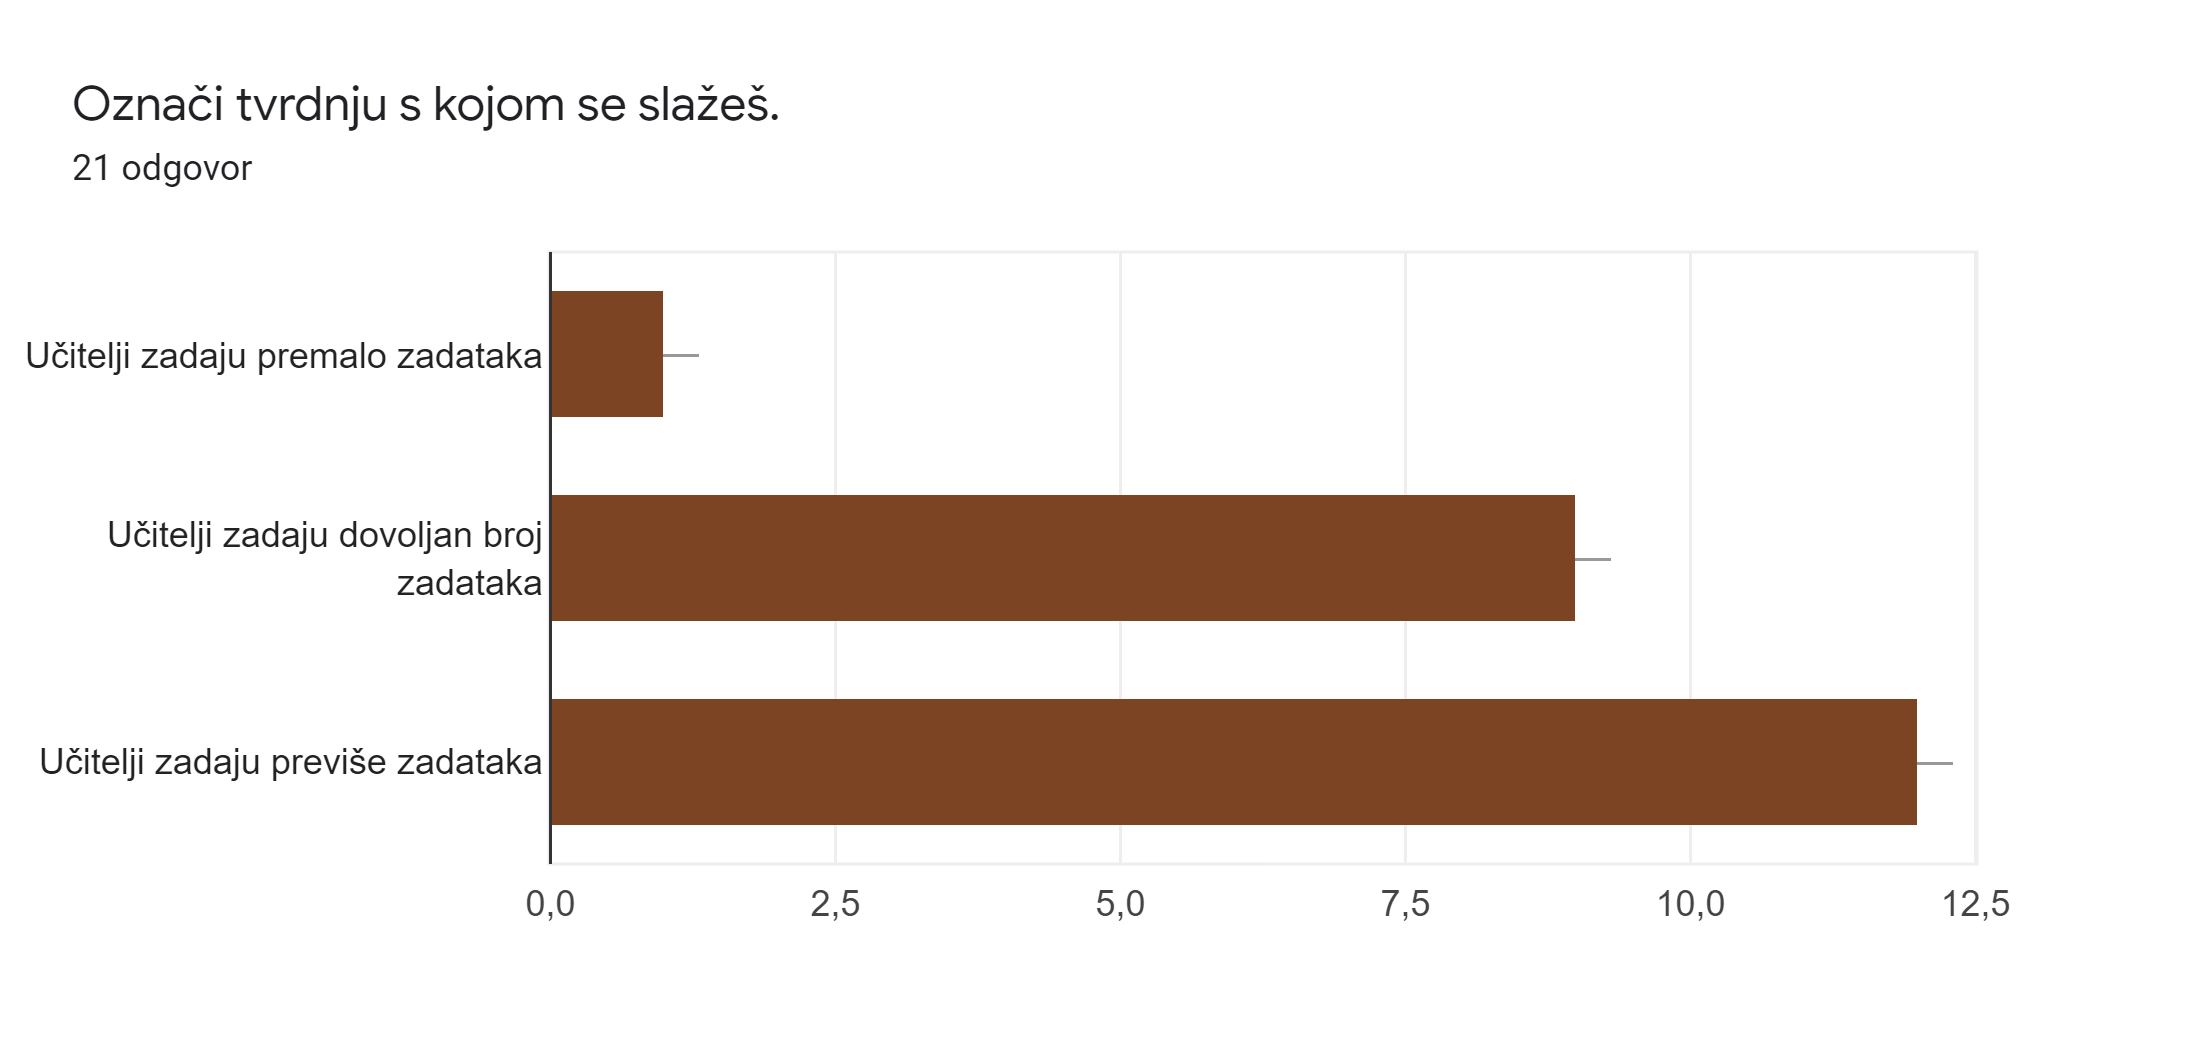 Označi tvrdnju s kojom se slažeš.
21 odgovor
Učitelji zadaju premalo zadataka
Učitelji zadaju dovoljan broj
zadataka
Učitelji zadaju previše zadataka
0,0 2,5 5,0 7,5 10,0 12,5